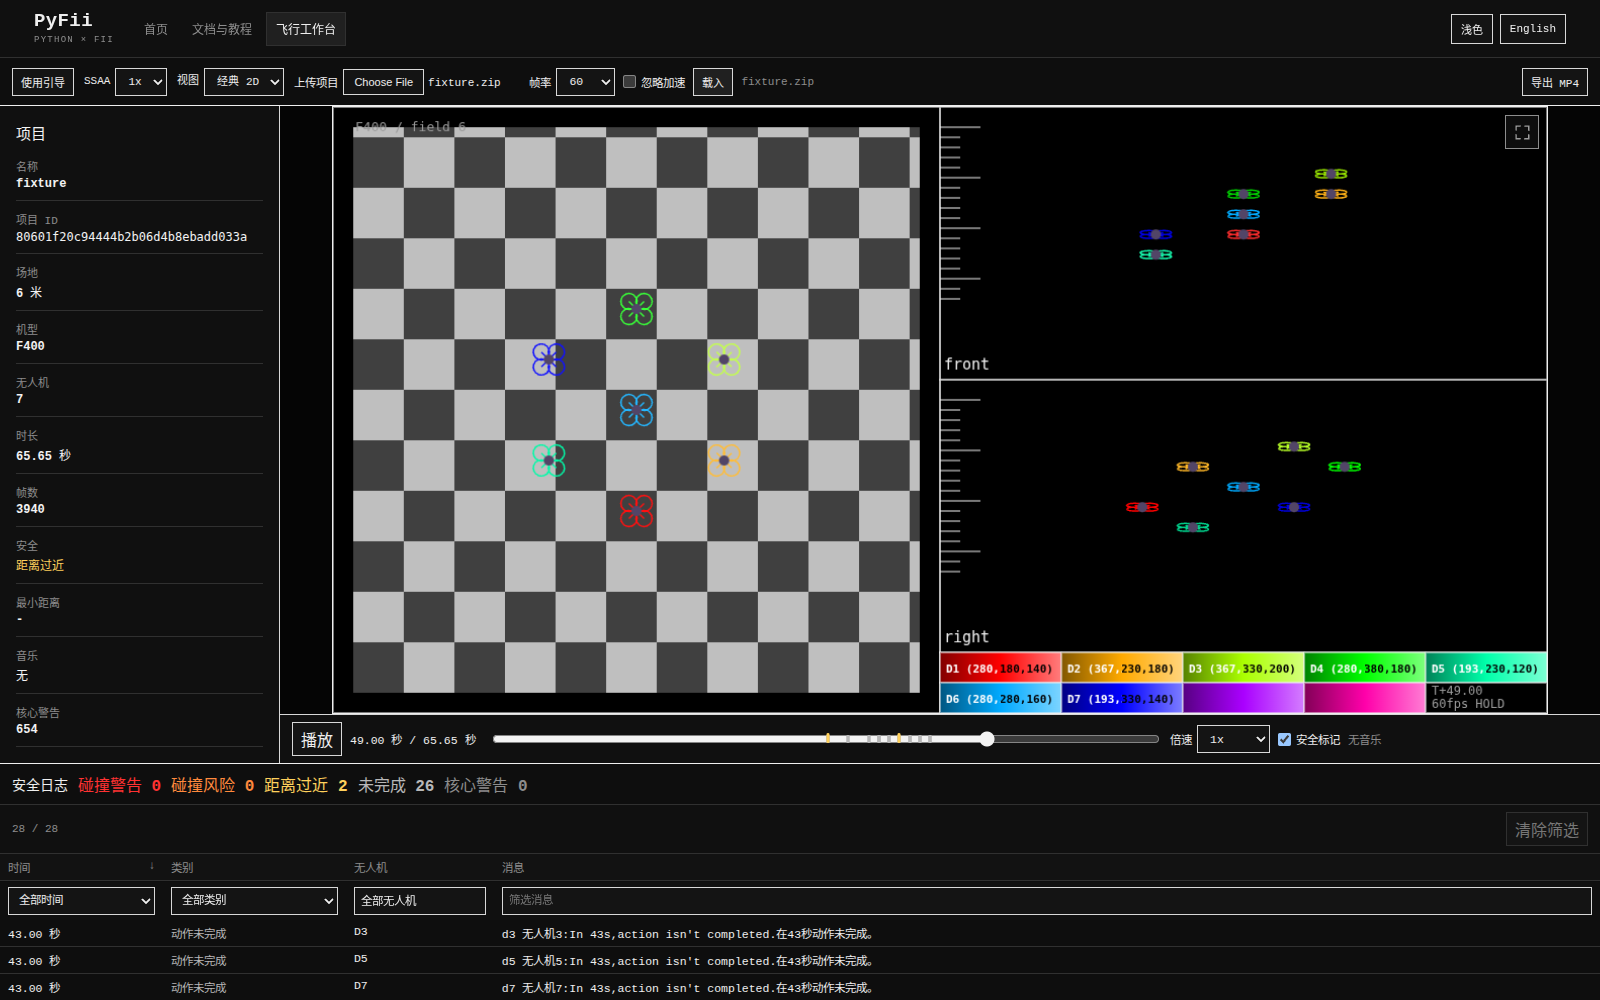 PyFii
PYTHON × FII
首页 文档与教程 飞行工作台 浅色 English
使用引导 SSAA 1x 视图 经典 2D 上传项目 Choose File fixture.zip 帧率 60 忽略加速 载入 fixture.zip 导出 MP4
项目
名称
fixture
项目 ID
80601f20c94444b2b06d4b8ebadd033a
场地
6 米
机型
F400
无人机
7
时长
65.65 秒
帧数
3940
安全
距离过近
最小距离
-
音乐
无
核心警告
654
F400 / field 6
front
right
D1 (280,180,140) D2 (367,230,180) D3 (367,330,200) D4 (280,380,180) D5 (193,230,120)
D6 (280,280,160) D7 (193,330,140) T+49.00
60fps HOLD
播放 49.00 秒 / 65.65 秒 倍速 1x 安全标记 无音乐
安全日志 碰撞警告 0 碰撞风险 0 距离过近 2 未完成 26 核心警告 0
28 / 28 清除筛选
时间 ↓ 类别 无人机 消息
全部时间 全部类别 全部无人机 筛选消息
43.00 秒 动作未完成 D3 d3 无人机3:In 43s,action isn't completed.在43秒动作未完成。
43.00 秒 动作未完成 D5 d5 无人机5:In 43s,action isn't completed.在43秒动作未完成。
43.00 秒 动作未完成 D7 d7 无人机7:In 43s,action isn't completed.在43秒动作未完成。